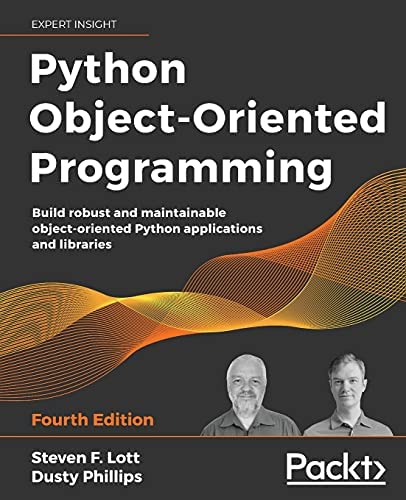 EXPERT INSIGHT
Python
Object-Oriented
Programming
Build robust and maintainable
object-oriented Python applications
and libraries
Fourth Edition
Steven F. Lott
Dusty Phillips
Packt>